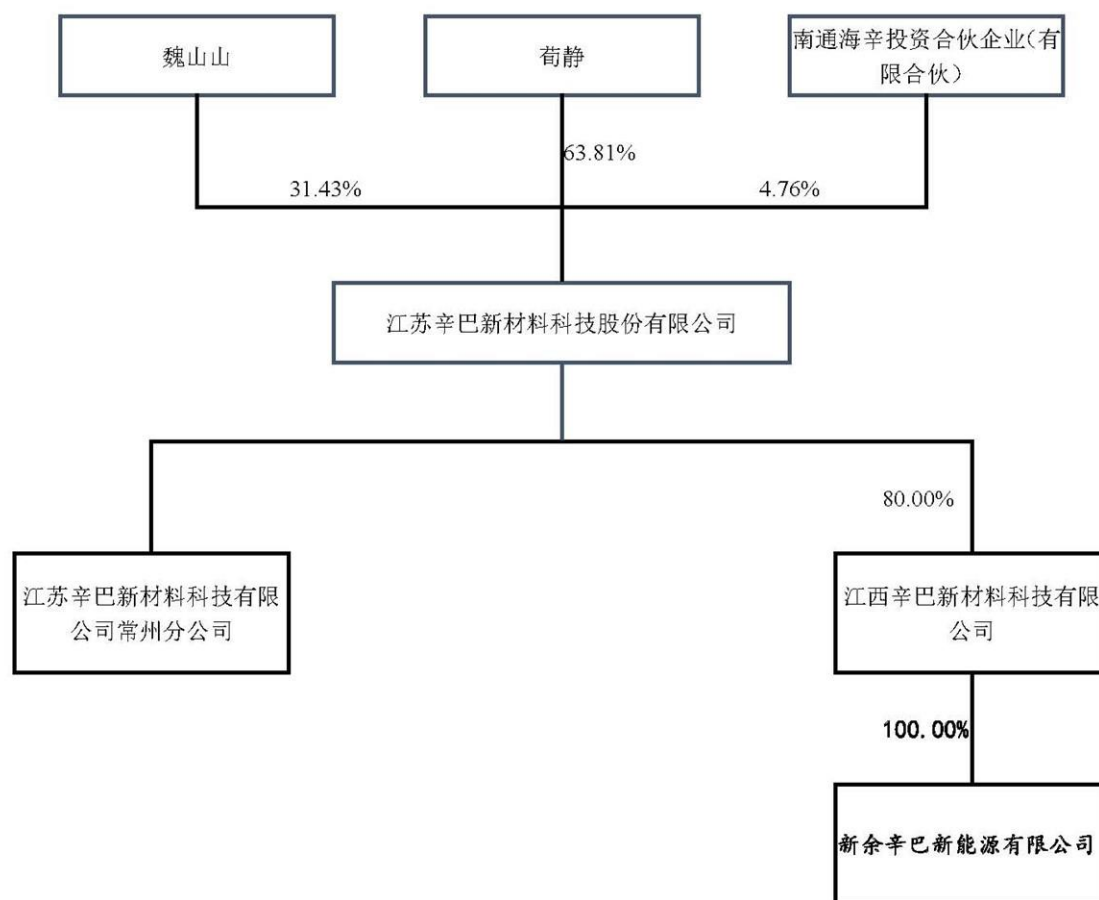 魏山山
荀静
南通海辛投资合伙企业（有
限合伙）
63.81%
31.43%
4.76%
江苏辛巴新材料科技股份有限公司
80.00%
江苏辛巴新材料科技有限
公司常州分公司
江西辛巴新材料科技有限
公司
100.00%
新余辛巴新能源有限公司